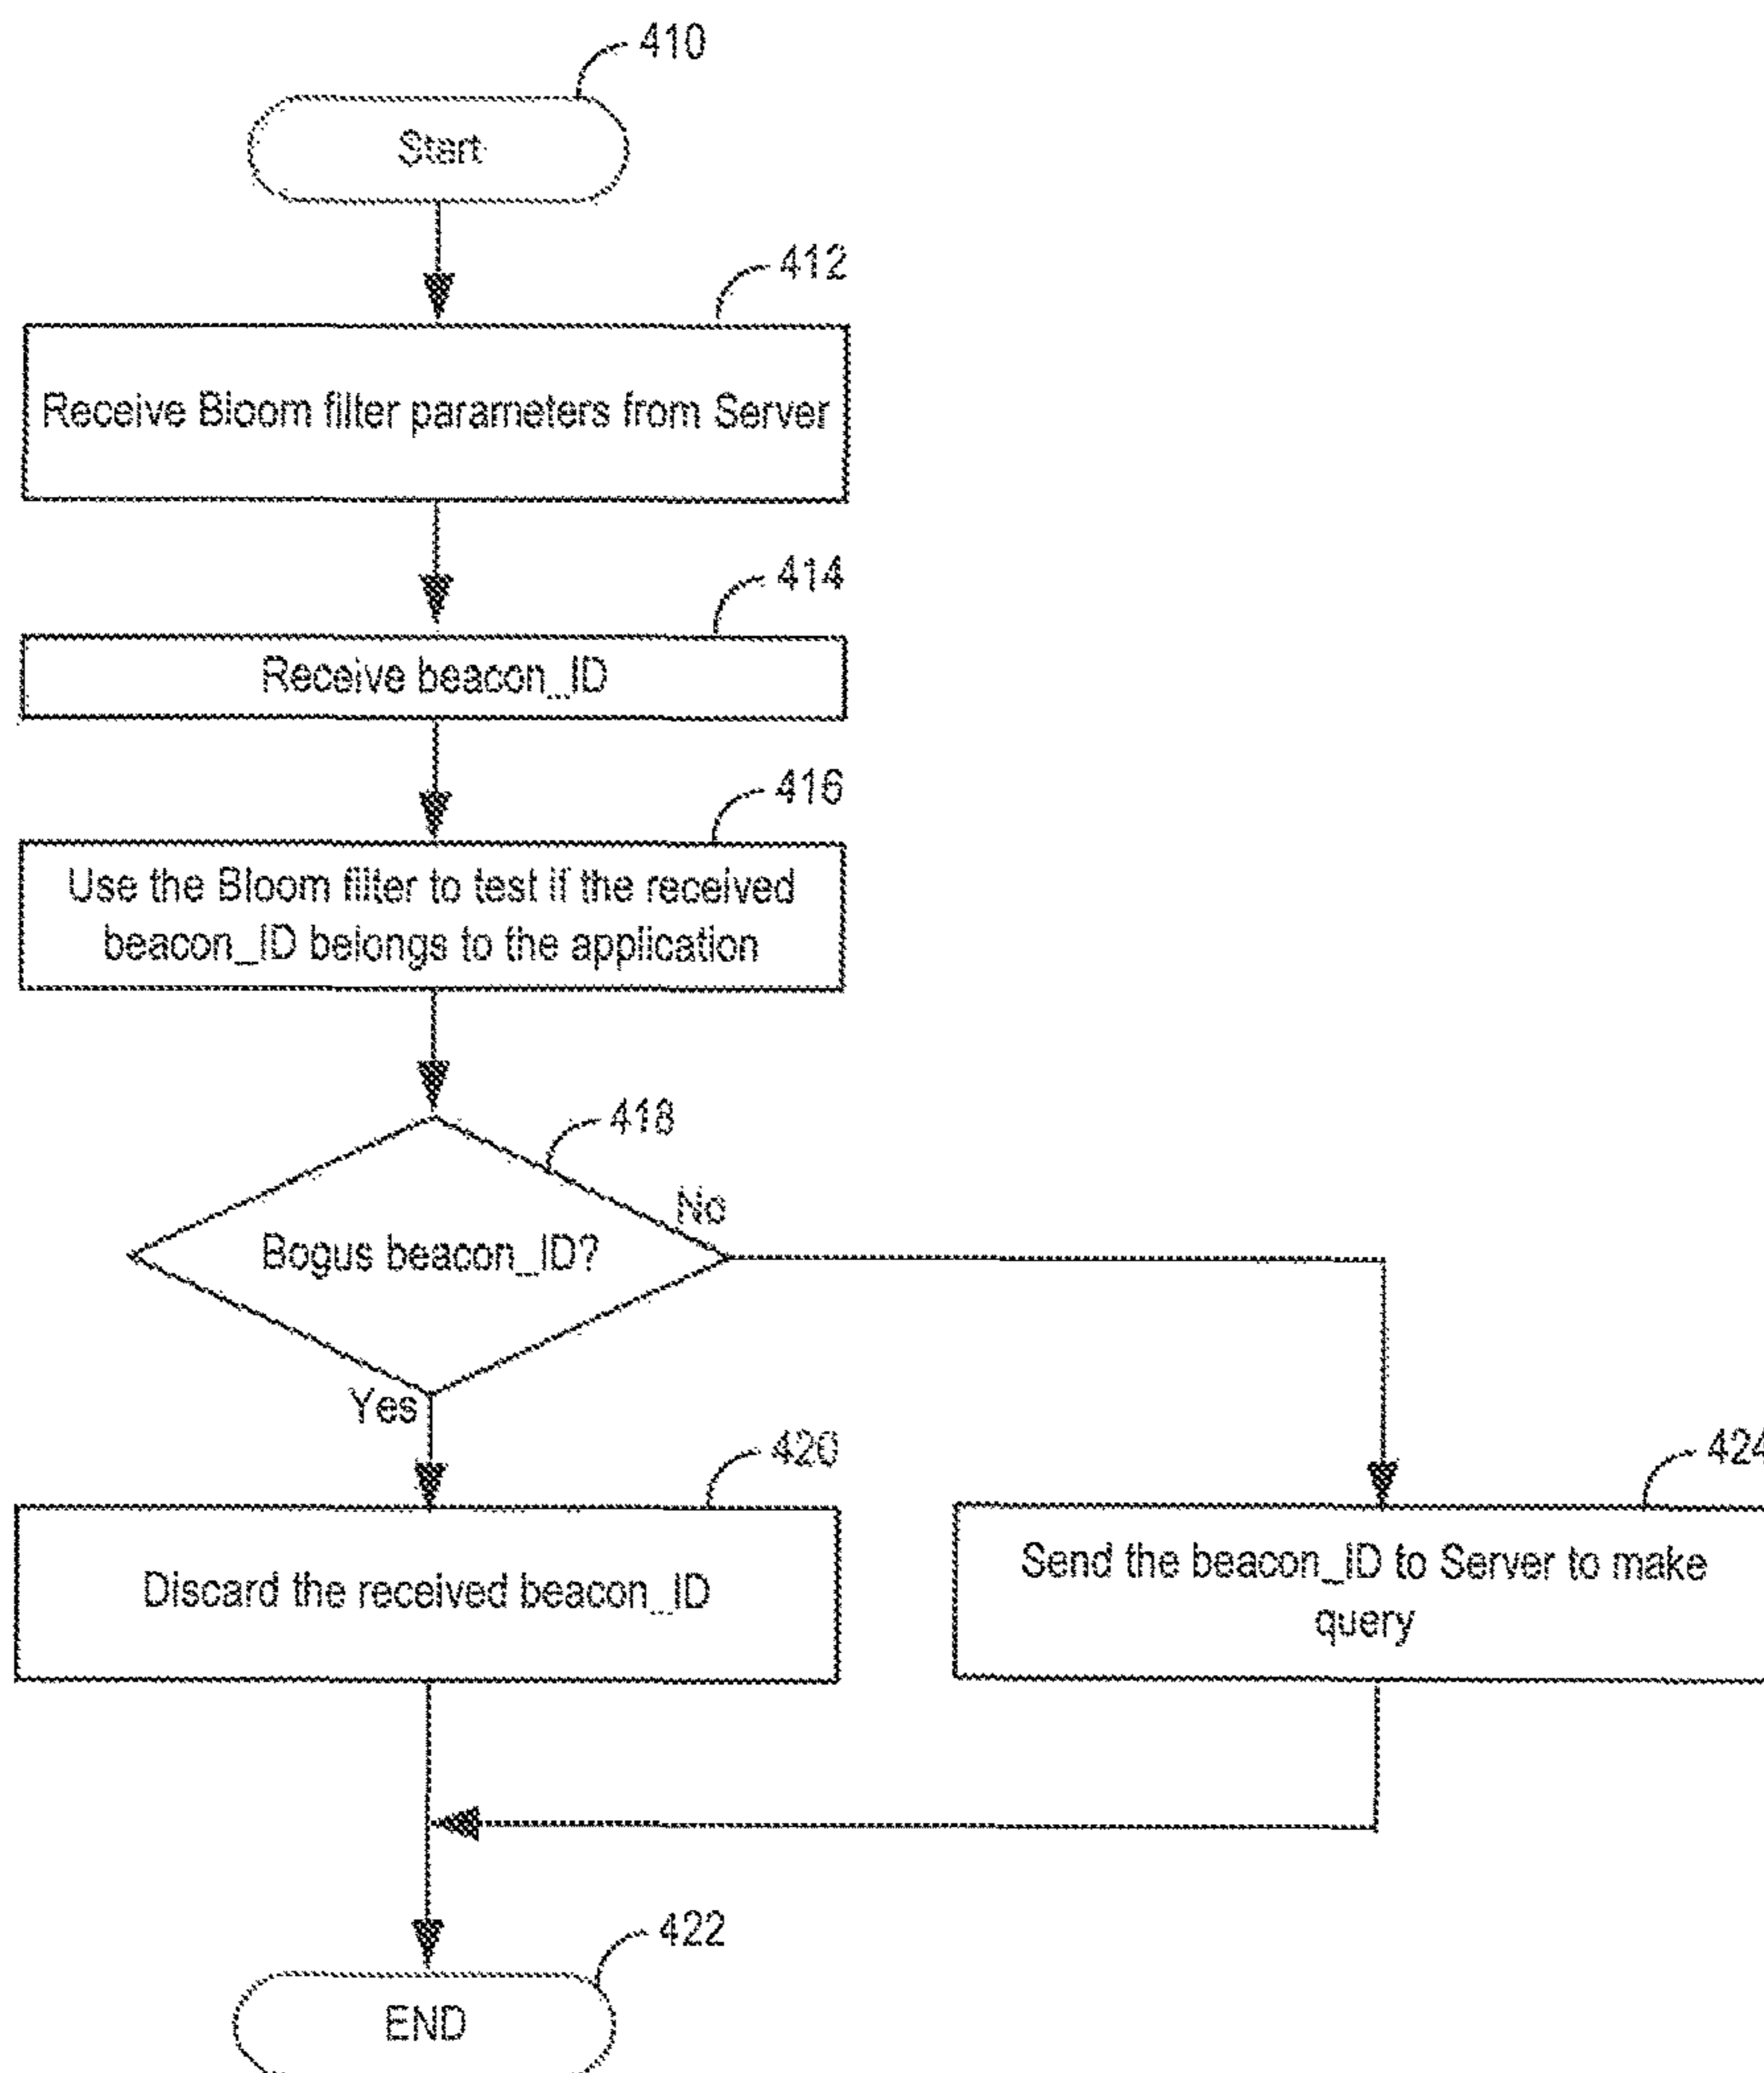 410
Start
412
Receive Bloom filter parameters from Server
414
Receive beacon_ID
416
Use the Bloom filter to test if the received
beacon_ID belongs to the application
418
No
Bogus beacon_ID?
Yes
420
Discard the received beacon_ID
424
Send the beacon_ID to Server to make
query
422
END